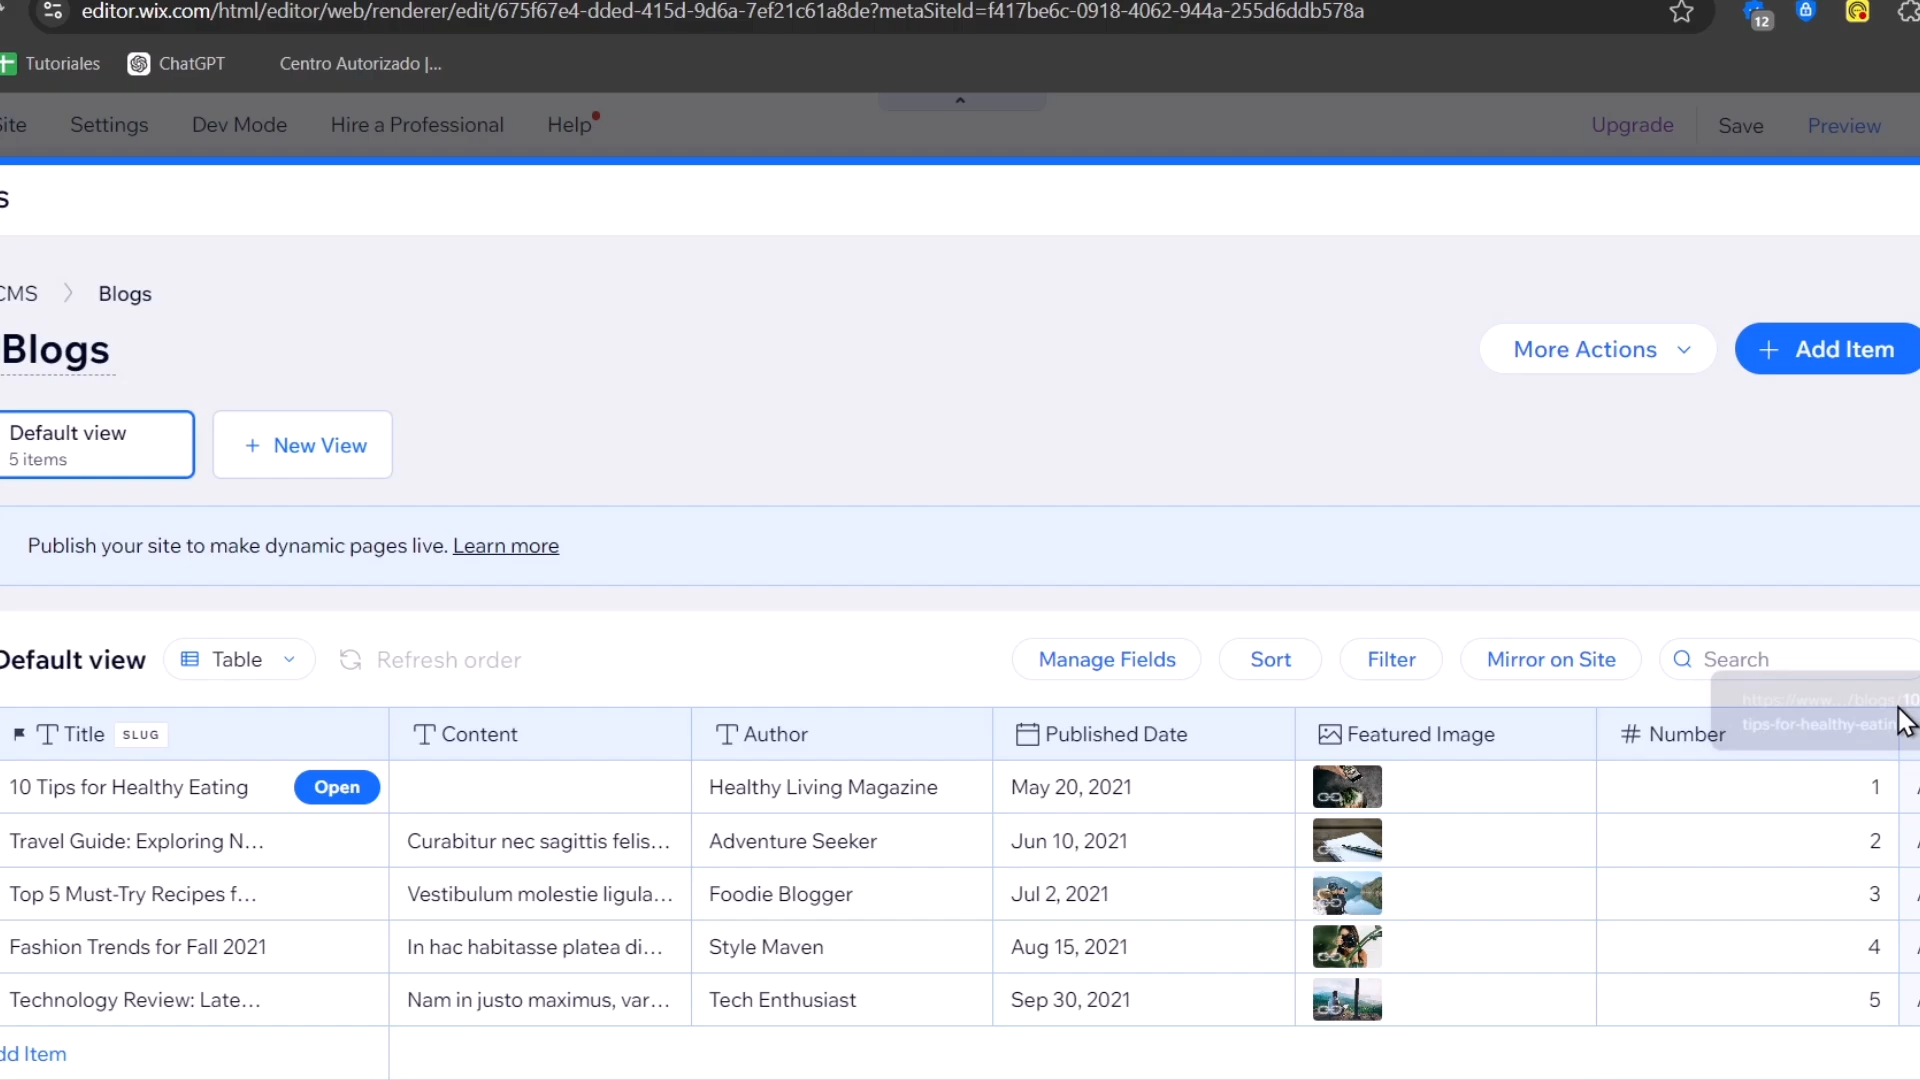 editor.wix.com/html/editor/web/renderer/edit/675f67e4-dded-415d-9d6a-7ef21c61a8de?metaSiteId=f417be6c-0918-4062-944a-255d6ddb578a
12
Tutoriales ChatGPT Centro Autorizado |...
Site Settings Dev Mode Hire a Professional Help Upgrade Save Preview
s
CMS > Blogs
Blogs More Actions + Add Item
Default view
5 items
+ New View
Publish your site to make dynamic pages live. Learn more
Default view Table Refresh order Manage Fields Sort Filter Mirror on Site Search
https://www.../blogs/10
tips-for-healthy-eatin
Title SLUG Content Author Published Date Featured Image # Number
10 Tips for Healthy Eating Open Healthy Living Magazine May 20, 2021 1
Travel Guide: Exploring N... Curabitur nec sagittis felis... Adventure Seeker Jun 10, 2021 2
Top 5 Must-Try Recipes f... Vestibulum molestie ligula... Foodie Blogger Jul 2, 2021 3
Fashion Trends for Fall 2021 In hac habitasse platea di... Style Maven Aug 15, 2021 4
Technology Review: Late... Nam in justo maximus, var... Tech Enthusiast Sep 30, 2021 5
dd Item